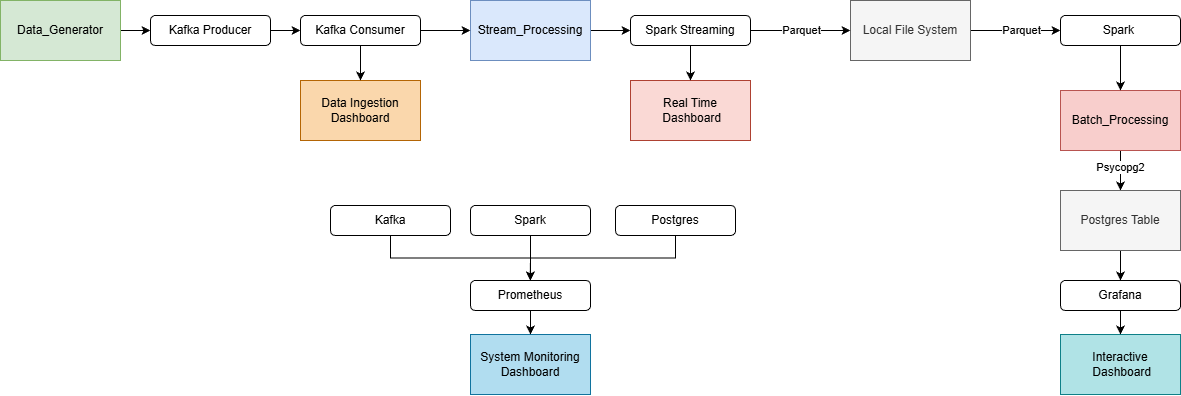 Data_Generator
Kafka Producer
Kafka Consumer
Stream_Processing
Spark Streaming
Parquet
Local File System
Parquet
Spark
Data Ingestion
Dashboard
Real Time
Dashboard
Batch_Processing
Psycopg2
Kafka
Spark
Postgres
Postgres Table
Prometheus
Grafana
System Monitoring
Dashboard
Interactive
Dashboard